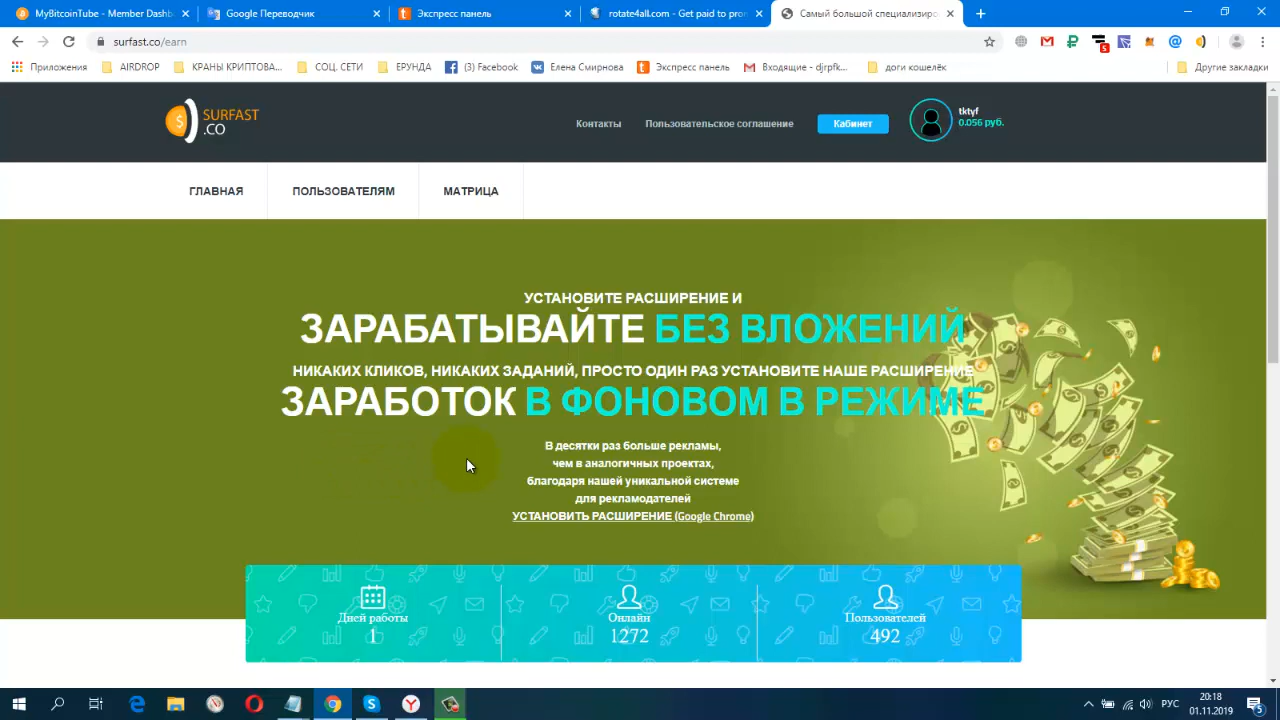 MyBitcoinTube - Member Dashb
Google Переводчик
Экспресс панель
rotate4all.com - Get paid to pron
Самый большой специализиро
surfast.co/earn
5
Приложения
AIRDROP
КРАНЫ КРИПТОВА...
СОЦ. СЕТИ
ЕРУНДА
(3) Facebook
Елена Смирнова
Экспресс панель
Входящие - djrpfk...
доги кошелёк
Другие закладки
SURFAST
.CO
Контакты
Пользовательское соглашение
Кабинет
tktyf
0.056 руб.
ГЛАВНАЯ
ПОЛЬЗОВАТЕЛЯМ
МАТРИЦА
УСТАНОВИТЕ РАСШИРЕНИЕ И
ЗАРАБАТЫВАЙТЕ БЕЗ ВЛОЖЕНИЙ
НИКАКИХ КЛИКОВ, НИКАКИХ ЗАДАНИЙ, ПРОСТО ОДИН РАЗ УСТАНОВИТЕ НАШЕ РАСШИРЕНИЕ
ЗАРАБОТОК В ФОНОВОМ В РЕЖИМЕ
В десятки раз больше рекламы,
чем в аналогичных проектах,
благодаря нашей уникальной системе
для рекламодателей
УСТАНОВИТЬ РАСШИРЕНИЕ (Google Chrome)
Дней работы
1
Онлайн
1272
Пользователей
492
РУС
20:18
01.11.2019
5